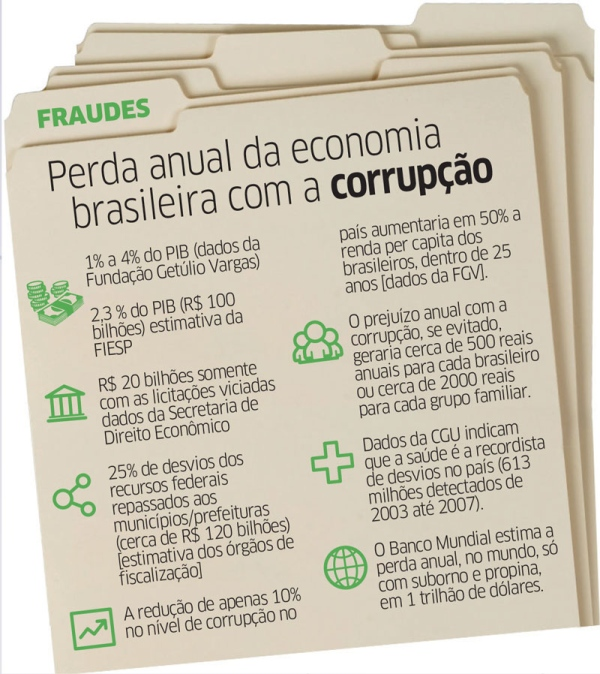 FRAUDES
Perda anual da economia
brasileira com a corrupção
1% a 4% do PIB (dados da
Fundação Getúlio Vargas)
2,3 % do PIB (R$ 100
bilhões) estimativa da
FIESP
R$ 20 bilhões somente
com as licitações viciadas
dados da Secretaria de
Direito Econômico
25% de desvios dos
recursos federais
repassados aos
municípios/prefeituras
(cerca de R$ 120 bilhões)
[estimativa dos órgãos de
fiscalização]
A redução de apenas 10%
no nível de corrupção no
país aumentaria em 50% a
renda per capita dos
brasileiros, dentro de 25
anos [dados da FGV].
O prejuízo anual com a
corrupção, se evitado,
geraria cerca de 500 reais
anuais para cada brasileiro
ou cerca de 2000 reais
para cada grupo familiar.
Dados da CGU indicam
que a saúde é a recordista
de desvios no país (613
milhões detectados de
2003 até 2007).
O Banco Mundial estima a
perda anual, no mundo, só
com suborno e propina,
em 1 trilhão de dólares.